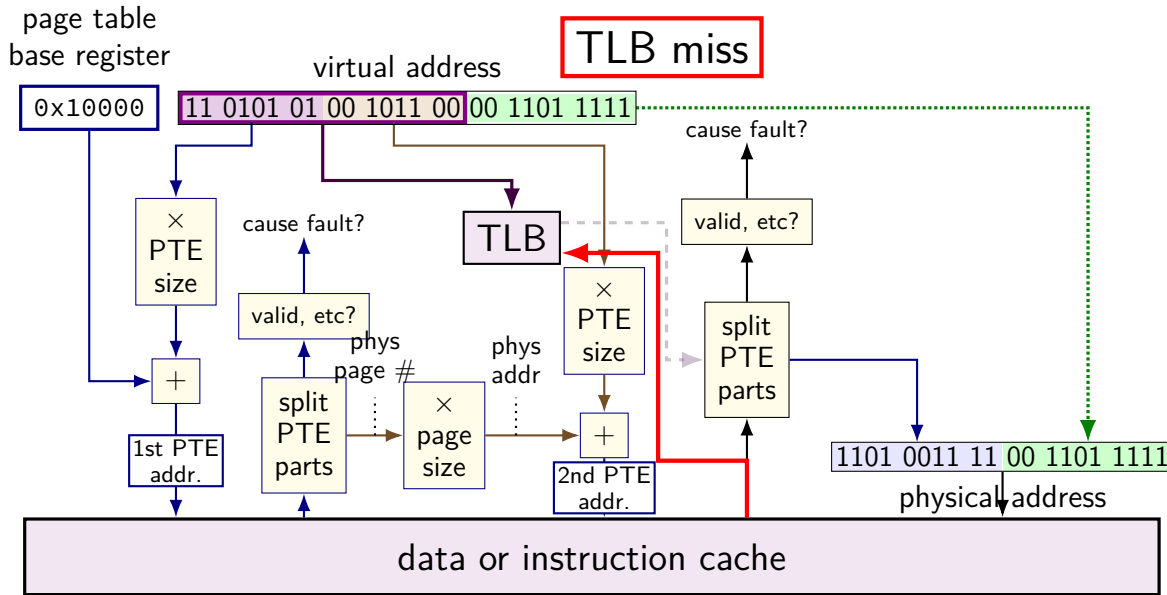 page table
base register
0x10000
virtual address
TLB miss
11 0101 01 00 1011 00 00 1101 1111
cause fault?
×
PTE
size
cause fault?
TLB
valid, etc?
valid, etc?
×
PTE
size
split
PTE
parts
phys
page #
phys
addr
+
split
PTE
parts
×
page
size
+
1st PTE
addr.
2nd PTE
addr.
1101 0011 11 00 1101 1111
physical address
data or instruction cache